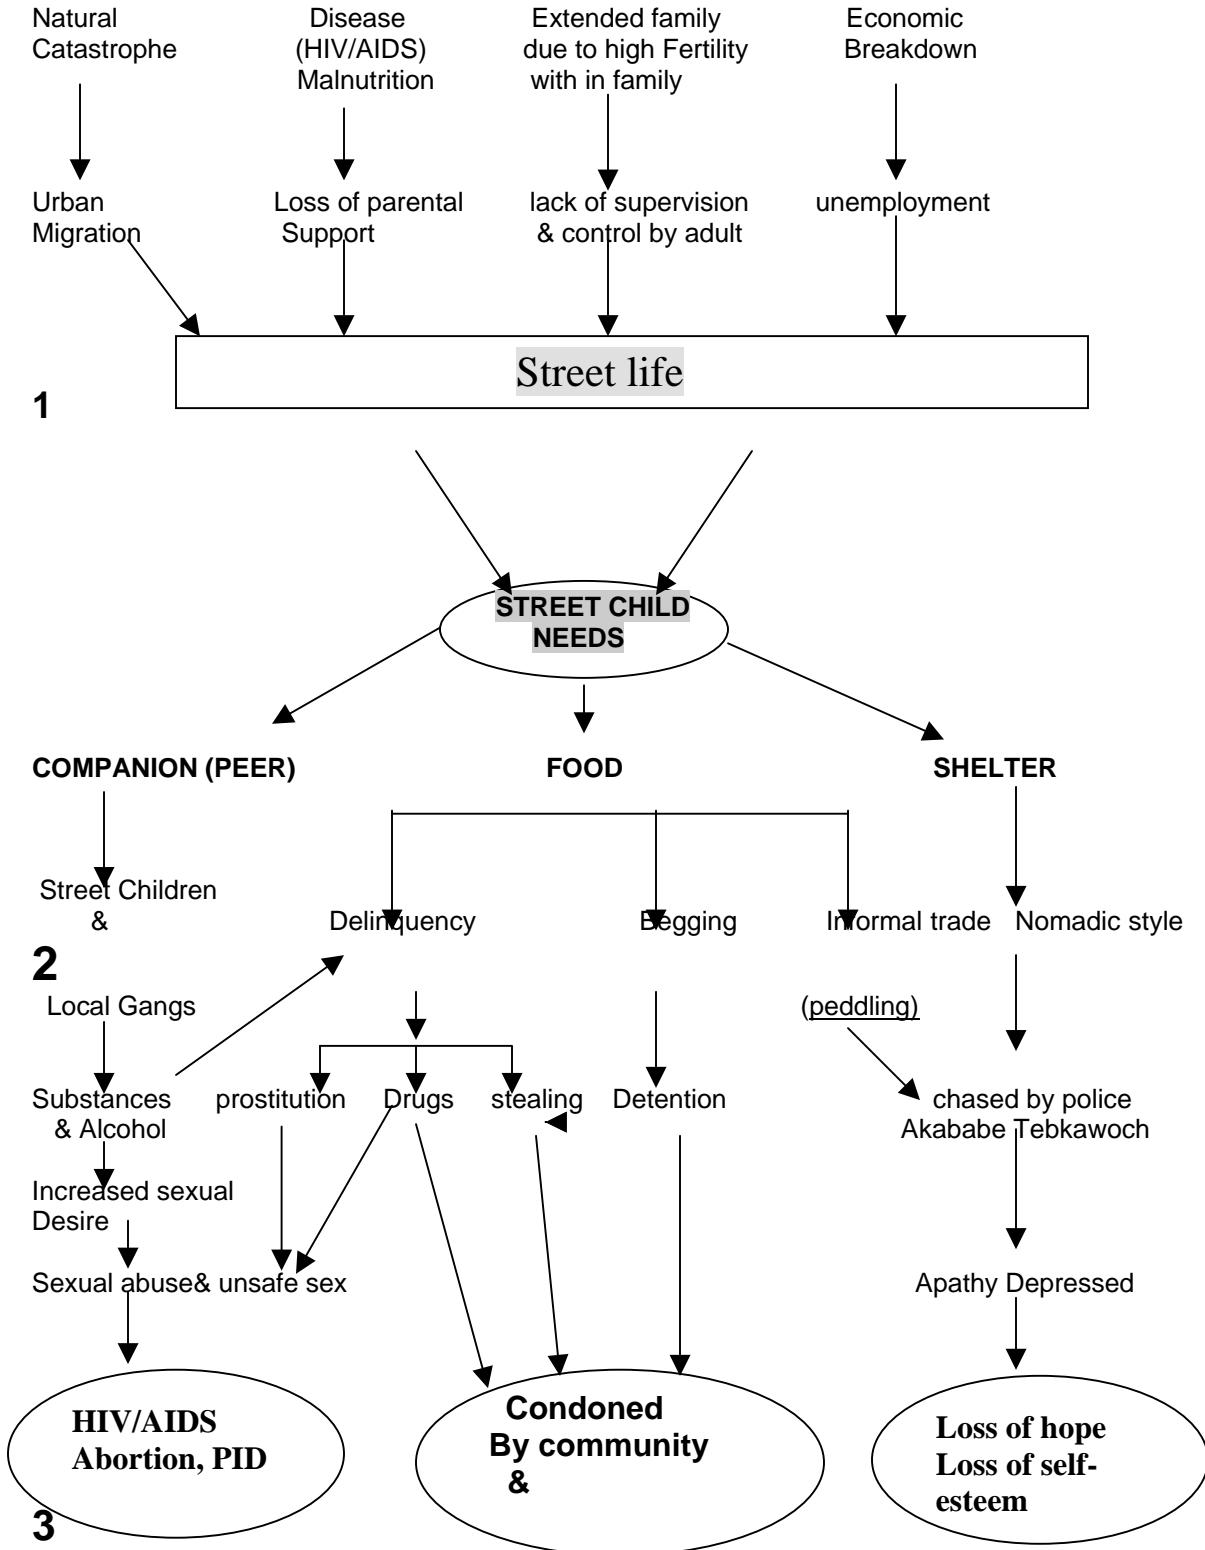 Natural
Catastrophe
Disease
(HIV/AIDS)
Malnutrition
Extended family
due to high Fertility
with in family
Economic
Breakdown
Urban
Migration
Loss of parental
Support
lack of supervision
& control by adult
unemployment
Street life
1
STREET CHILD
NEEDS
COMPANION (PEER)
FOOD
SHELTER
Street Children
&
Delinquency
Begging
Informal trade
Nomadic style
2
Local Gangs
(peddling)
Substances
& Alcohol
prostitution
Drugs
stealing
Detention
chased by police
Akababe Tebkawoch
Increased sexual
Desire
Sexual abuse& unsafe sex
Apathy Depressed
HIV/AIDS
Abortion, PID
Condoned
By community
&
Loss of hope
Loss of self-
esteem
3